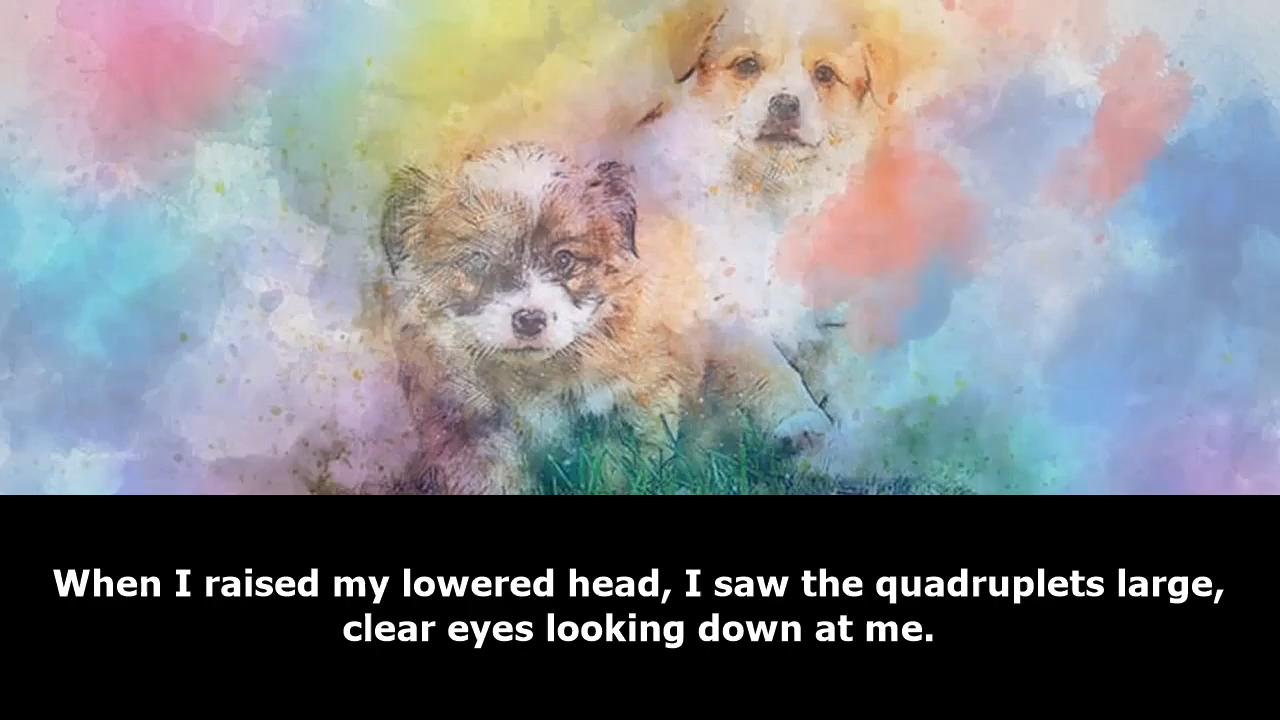 When I raised my lowered head, I saw the quadruplets large,
clear eyes looking down at me.